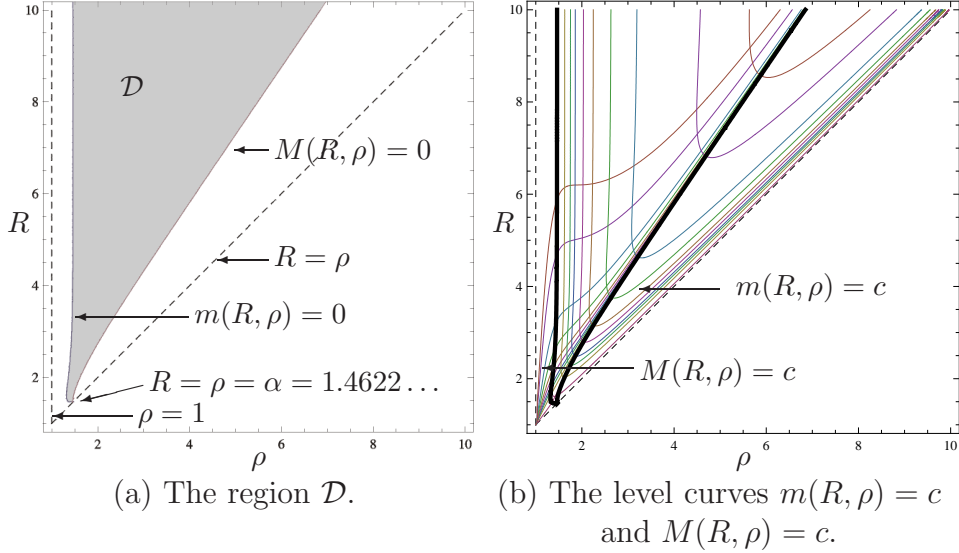 10
8
6
4
2
R
𝒟
M(R, ρ) = 0
R = ρ
m(R, ρ) = 0
R = ρ = α = 1.4622 . . .
ρ = 1
2 4 6 8 10
ρ
(a) The region 𝒟.
10
8
6
4
2
R
m(R, ρ) = c
M(R, ρ) = c
2 4 6 8 10
ρ
(b) The level curves m(R, ρ) = c
and M(R, ρ) = c.